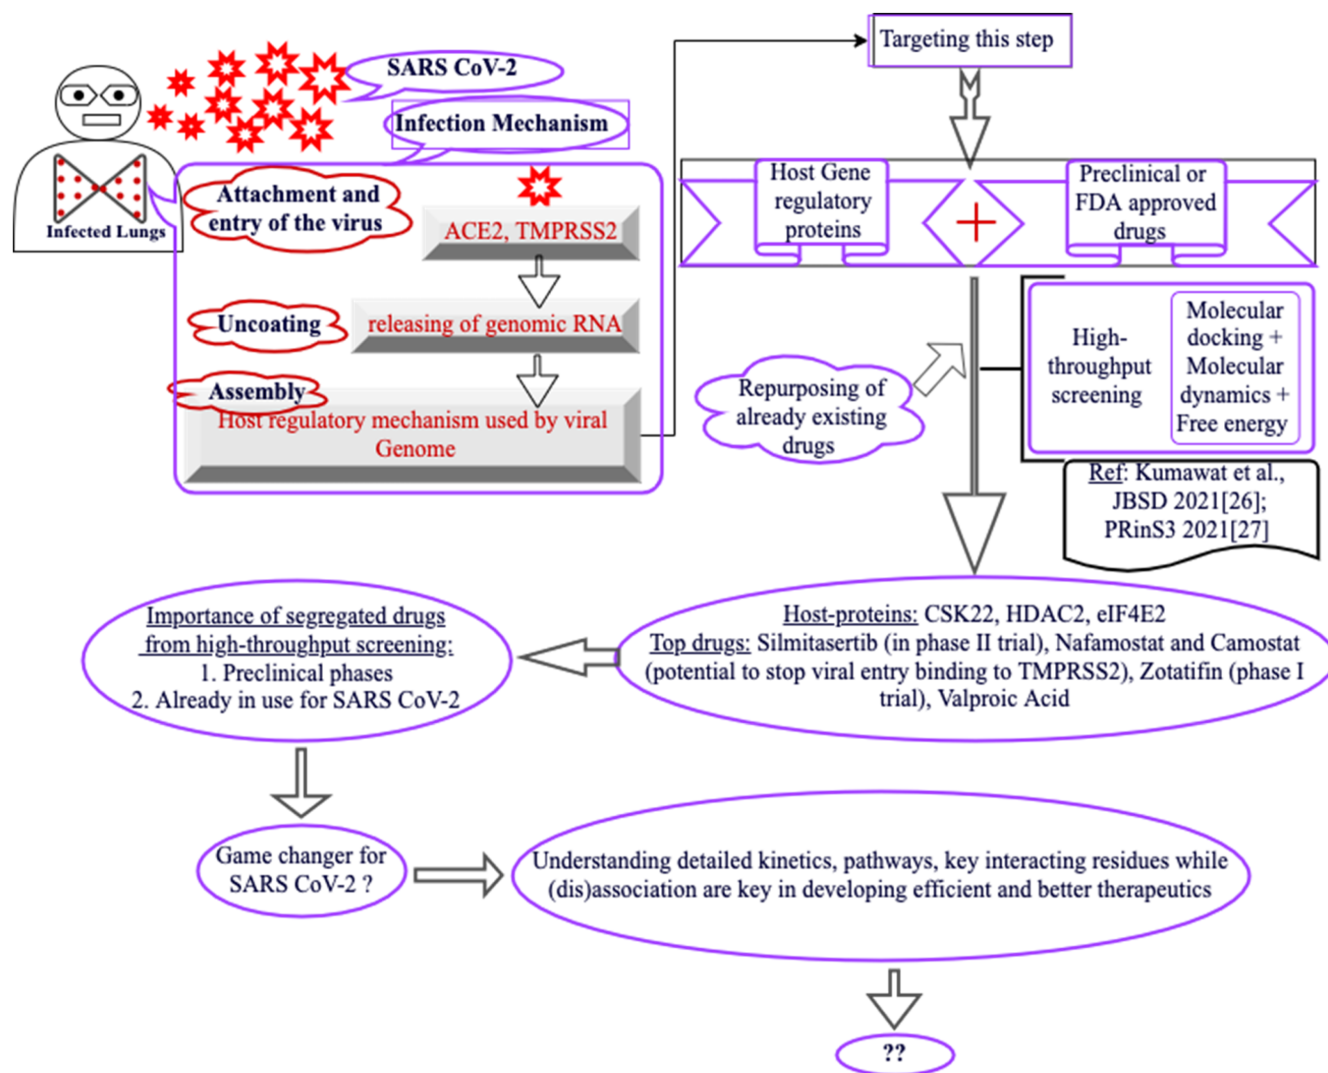 SARS CoV-2
Infection Mechanism
Infected Lungs
Attachment and
entry of the virus
ACE2, TMPRSS2
Uncoating
releasing of genomic RNA
Assembly
Host regulatory mechanism used by viral
Genome
Targeting this step
Host Gene
regulatory
proteins
+
Preclinical or
FDA approved
drugs
Repurposing of
already existing
drugs
High-
throughput
screening
Molecular
docking +
Molecular
dynamics +
Free energy
Ref: Kumawat et al.,
JBSD 2021[26];
PRinS3 2021[27]
Host-proteins: CSK22, HDAC2, eIF4E2
Top drugs: Silmitasertib (in phase II trial), Nafamostat and Camostat
(potential to stop viral entry binding to TMPRSS2), Zotatifin (phase I
trial), Valproic Acid
Importance of segregated drugs
from high-throughput screening:
1. Preclinical phases
2. Already in use for SARS CoV-2
Game changer for
SARS CoV-2 ?
Understanding detailed kinetics, pathways, key interacting residues while
(dis)association are key in developing efficient and better therapeutics
??